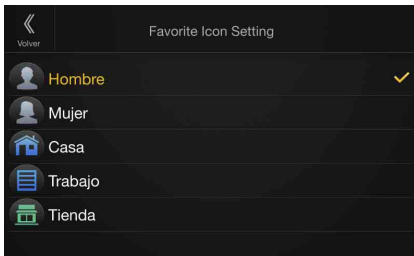 Volver
Favorite Icon Setting
Hombre
Mujer
Casa
Trabajo
Tienda